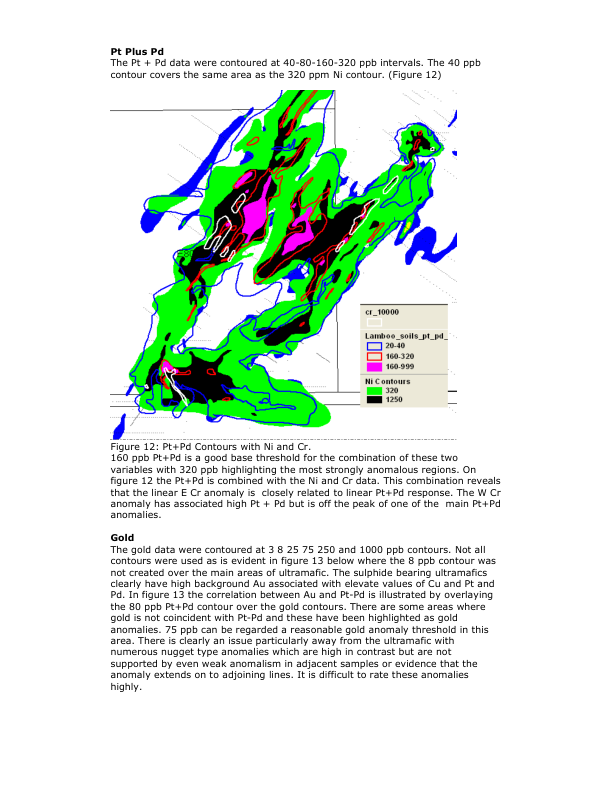 Pt Plus Pd
The Pt + Pd data were contoured at 40-80-160-320 ppb intervals. The 40 ppb
contour covers the same area as the 320 ppm Ni contour. (Figure 12)
cr_10000
Lamboo_soils_pt_pd_
20-40
160-320
160-999
Ni Contours
320
1250
Figure 12: Pt+Pd Contours with Ni and Cr.
160 ppb Pt+Pd is a good base threshold for the combination of these two
variables with 320 ppb highlighting the most strongly anomalous regions. On
figure 12 the Pt+Pd is combined with the Ni and Cr data. This combination reveals
that the linear E Cr anomaly is  closely related to linear Pt+Pd response. The W Cr
anomaly has associated high Pt + Pd but is off the peak of one of the  main Pt+Pd
anomalies.
Gold
The gold data were contoured at 3 8 25 75 250 and 1000 ppb contours. Not all
contours were used as is evident in figure 13 below where the 8 ppb contour was
not created over the main areas of ultramafic. The sulphide bearing ultramafics
clearly have high background Au associated with elevate values of Cu and Pt and
Pd. In figure 13 the correlation between Au and Pt-Pd is illustrated by overlaying
the 80 ppb Pt+Pd contour over the gold contours. There are some areas where
gold is not coincident with Pt-Pd and these have been highlighted as gold
anomalies. 75 ppb can be regarded a reasonable gold anomaly threshold in this
area. There is clearly an issue particularly away from the ultramafic with
numerous nugget type anomalies which are high in contrast but are not
supported by even weak anomalism in adjacent samples or evidence that the
anomaly extends on to adjoining lines. It is difficult to rate these anomalies
highly.